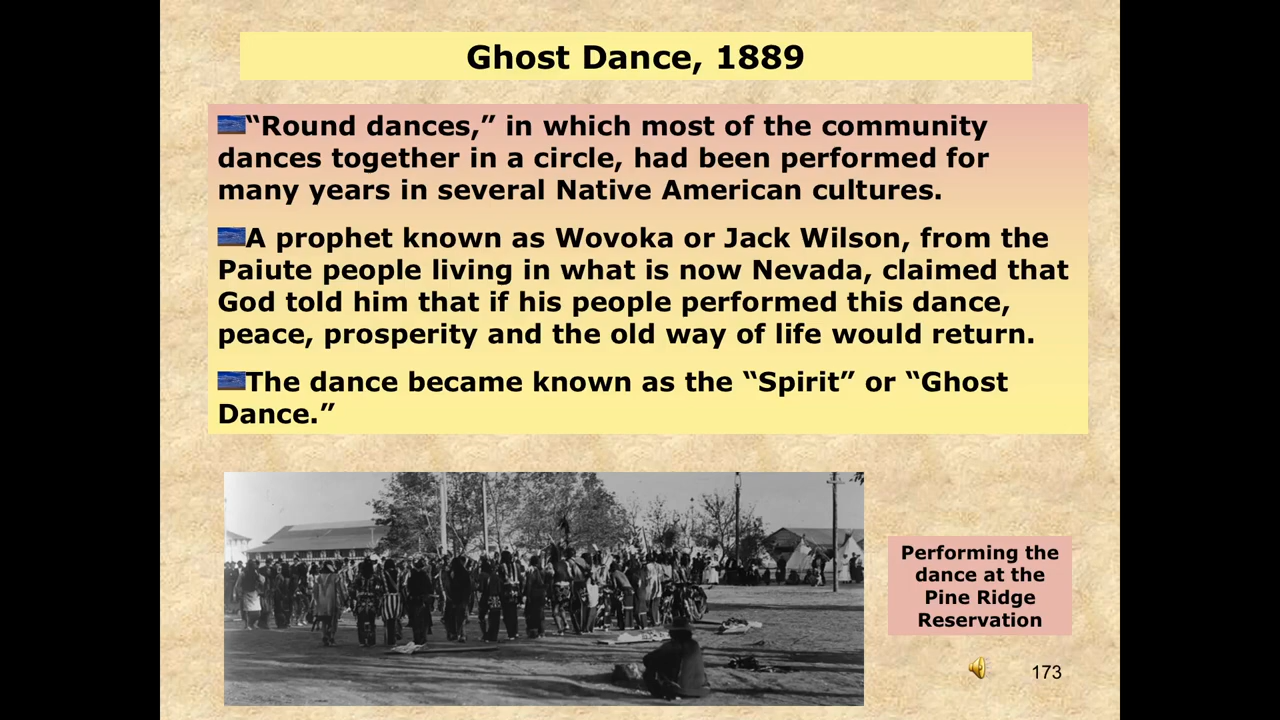 Ghost Dance, 1889
“Round dances,” in which most of the community
dances together in a circle, had been performed for
many years in several Native American cultures.
A prophet known as Wovoka or Jack Wilson, from the
Paiute people living in what is now Nevada, claimed that
God told him that if his people performed this dance,
peace, prosperity and the old way of life would return.
The dance became known as the “Spirit” or “Ghost
Dance.”
Performing the
dance at the
Pine Ridge
Reservation
173